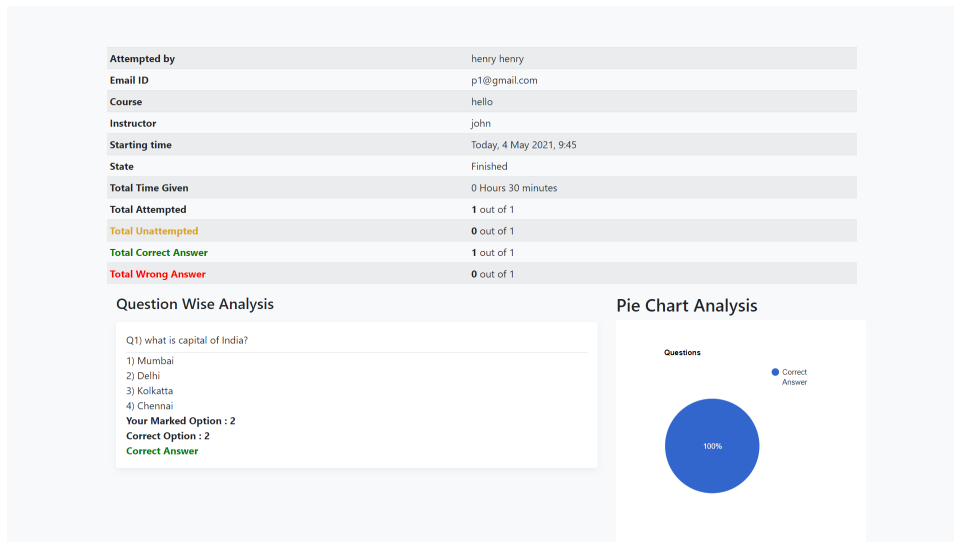 Attempted by henry henry
Email ID p1@gmail.com
Course hello
Instructor john
Starting time Today, 4 May 2021, 9:45
State Finished
Total Time Given 0 Hours 30 minutes
Total Attempted 1 out of 1
Total Unattempted 0 out of 1
Total Correct Answer 1 out of 1
Total Wrong Answer 0 out of 1
Question Wise Analysis
Q1) what is capital of India?
1) Mumbai
2) Delhi
3) Kolkatta
4) Chennai
Your Marked Option : 2
Correct Option : 2
Correct Answer
Pie Chart Analysis
Questions
Correct
Answer
100%